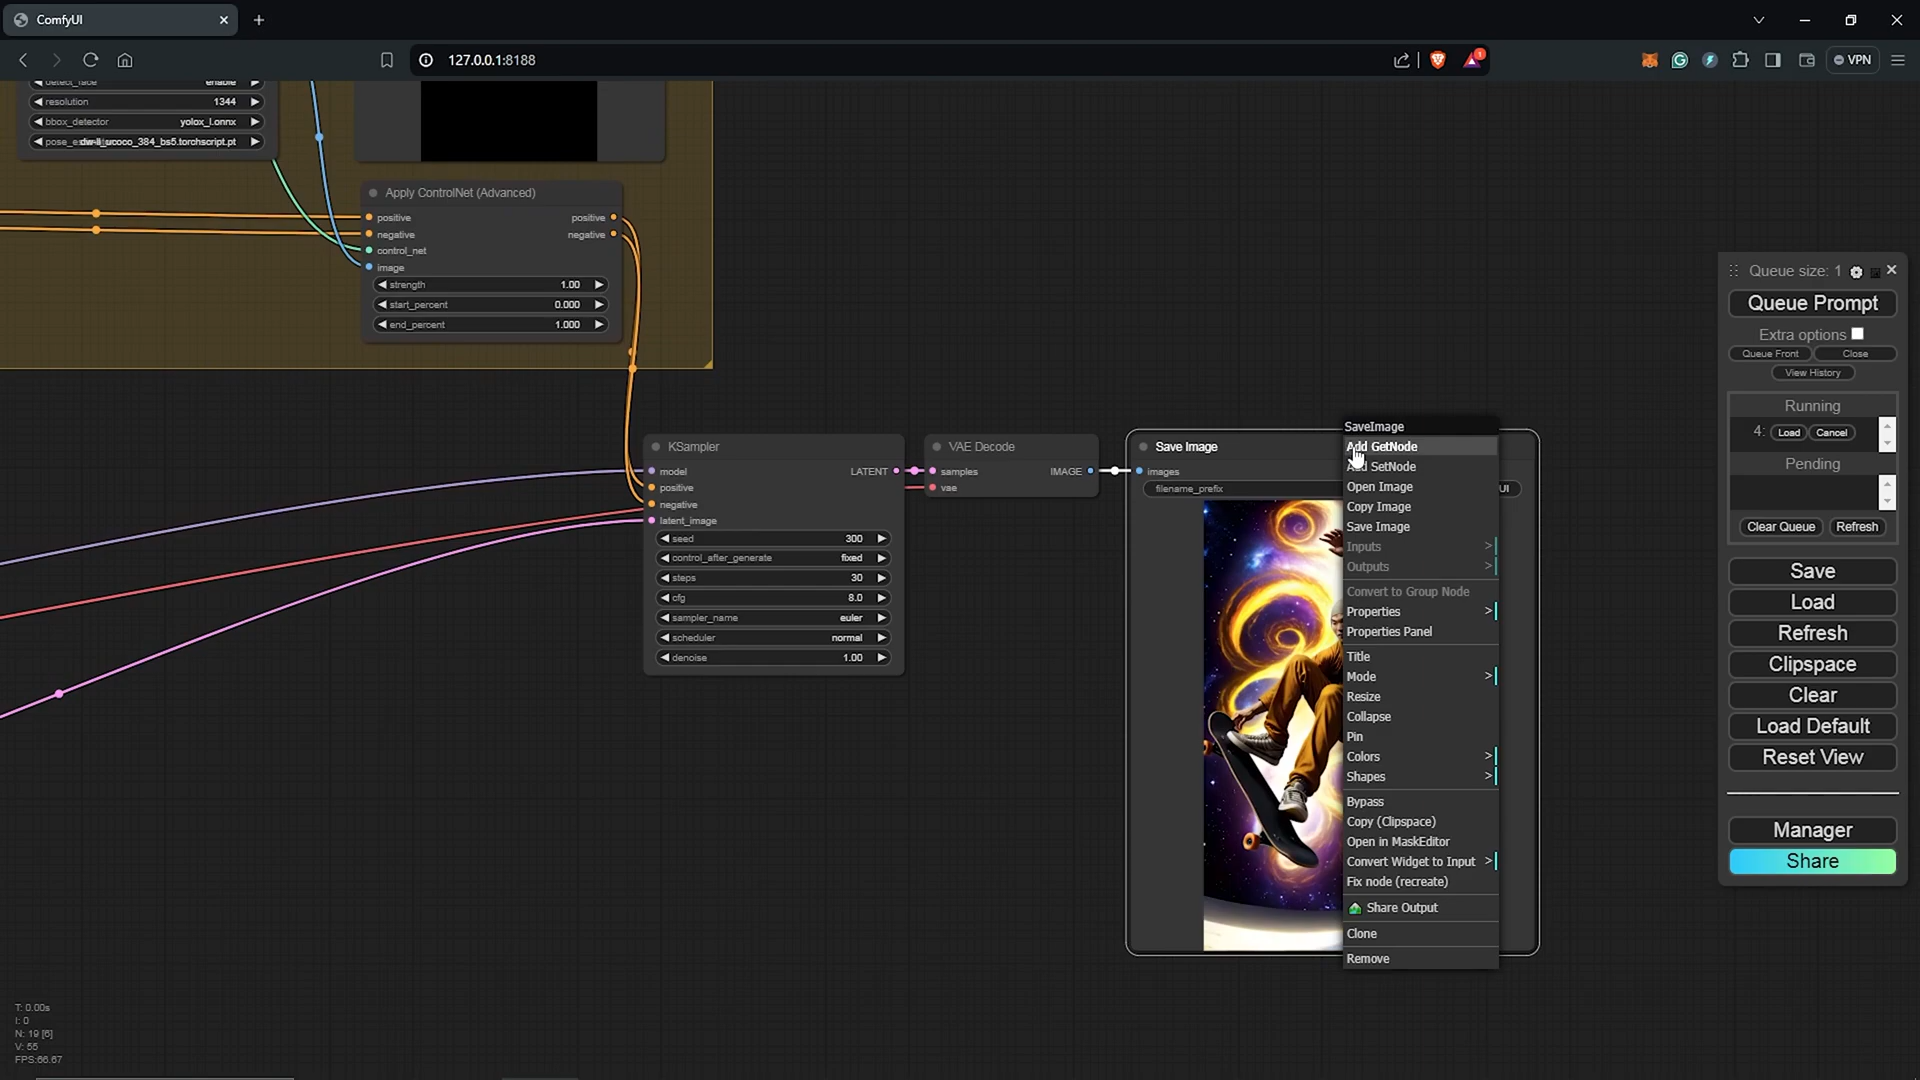 ComfyUI
127.0.0.1:8188
1
VPN
enable
resolution 1344
bbox_detector yolox_l.onnx
Apply ControlNet (Advanced)
positive positive
negative negative
control_net
image
strength 1.00
start_percent 0.000
end_percent 1.000
KSampler
model LATENT
positive
negative
latent_image
seed 300
control_after_generate fixed
steps 30
cfg 8.0
sampler_name euler
scheduler normal
denoise 1.00
VAE Decode
samples IMAGE
vae
Save Image
images
filename_prefix UI
SaveImage
Add GetNode
Add SetNode
Open Image
Copy Image
Save Image
Inputs >
Outputs >
Convert to Group Node
Properties >
Properties Panel
Title
Mode >
Resize
Collapse
Pin
Colors >
Shapes >
Bypass
Copy (Clipspace)
Open in MaskEditor
Convert Widget to Input >
Fix node (recreate)
Share Output
Clone
Remove
Queue size: 1
Queue Prompt
Extra options
Queue Front Close
View History
Running
4: Load Cancel
Pending
Clear Queue Refresh
Save
Load
Refresh
Clipspace
Clear
Load Default
Reset View
Manager
Share
T: 0.00s
I: 0
N: 19 [6]
V: 55
FPS:66.67